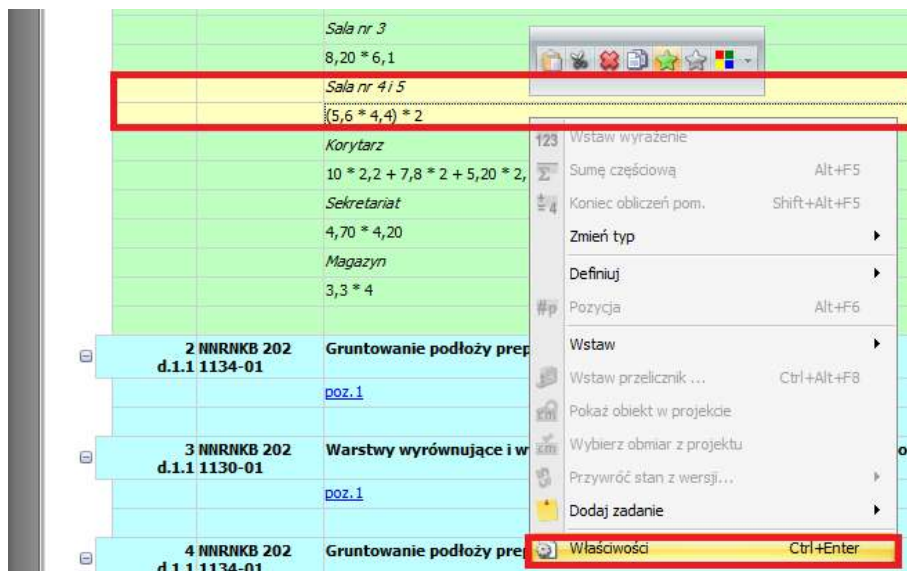 Sala nr 3
8,20 * 6,1
Sala nr 4 i 5
(5,6 * 4,4) * 2
Korytarz
10 * 2,2 + 7,8 * 2 + 5,20 * 2,
Sekretariat
4,70 * 4,20
Magazyn
3,3 * 4
2 NNRNKB 202 Gruntowanie podłoży prep
d.1.1 1134-01
poz.1
3 NNRNKB 202 Warstwy wyrównujące i w
d.1.1 1130-01
poz.1
4 NNRNKB 202 Gruntowanie podłoży prep
d.1.1 1134-01
123 Wstaw wyrażenie
Sumę częściową Alt+F5
Koniec obliczeń pom. Shift+Alt+F5
Zmień typ
Definiuj
#p Pozycja Alt+F6
Wstaw
Wstaw przelicznik ... Ctrl+Alt+F8
Pokaż obiekt w projekcie
Wybierz obmiar z projektu
Przywróć stan z wersji...
Dodaj zadanie
Właściwości Ctrl+Enter